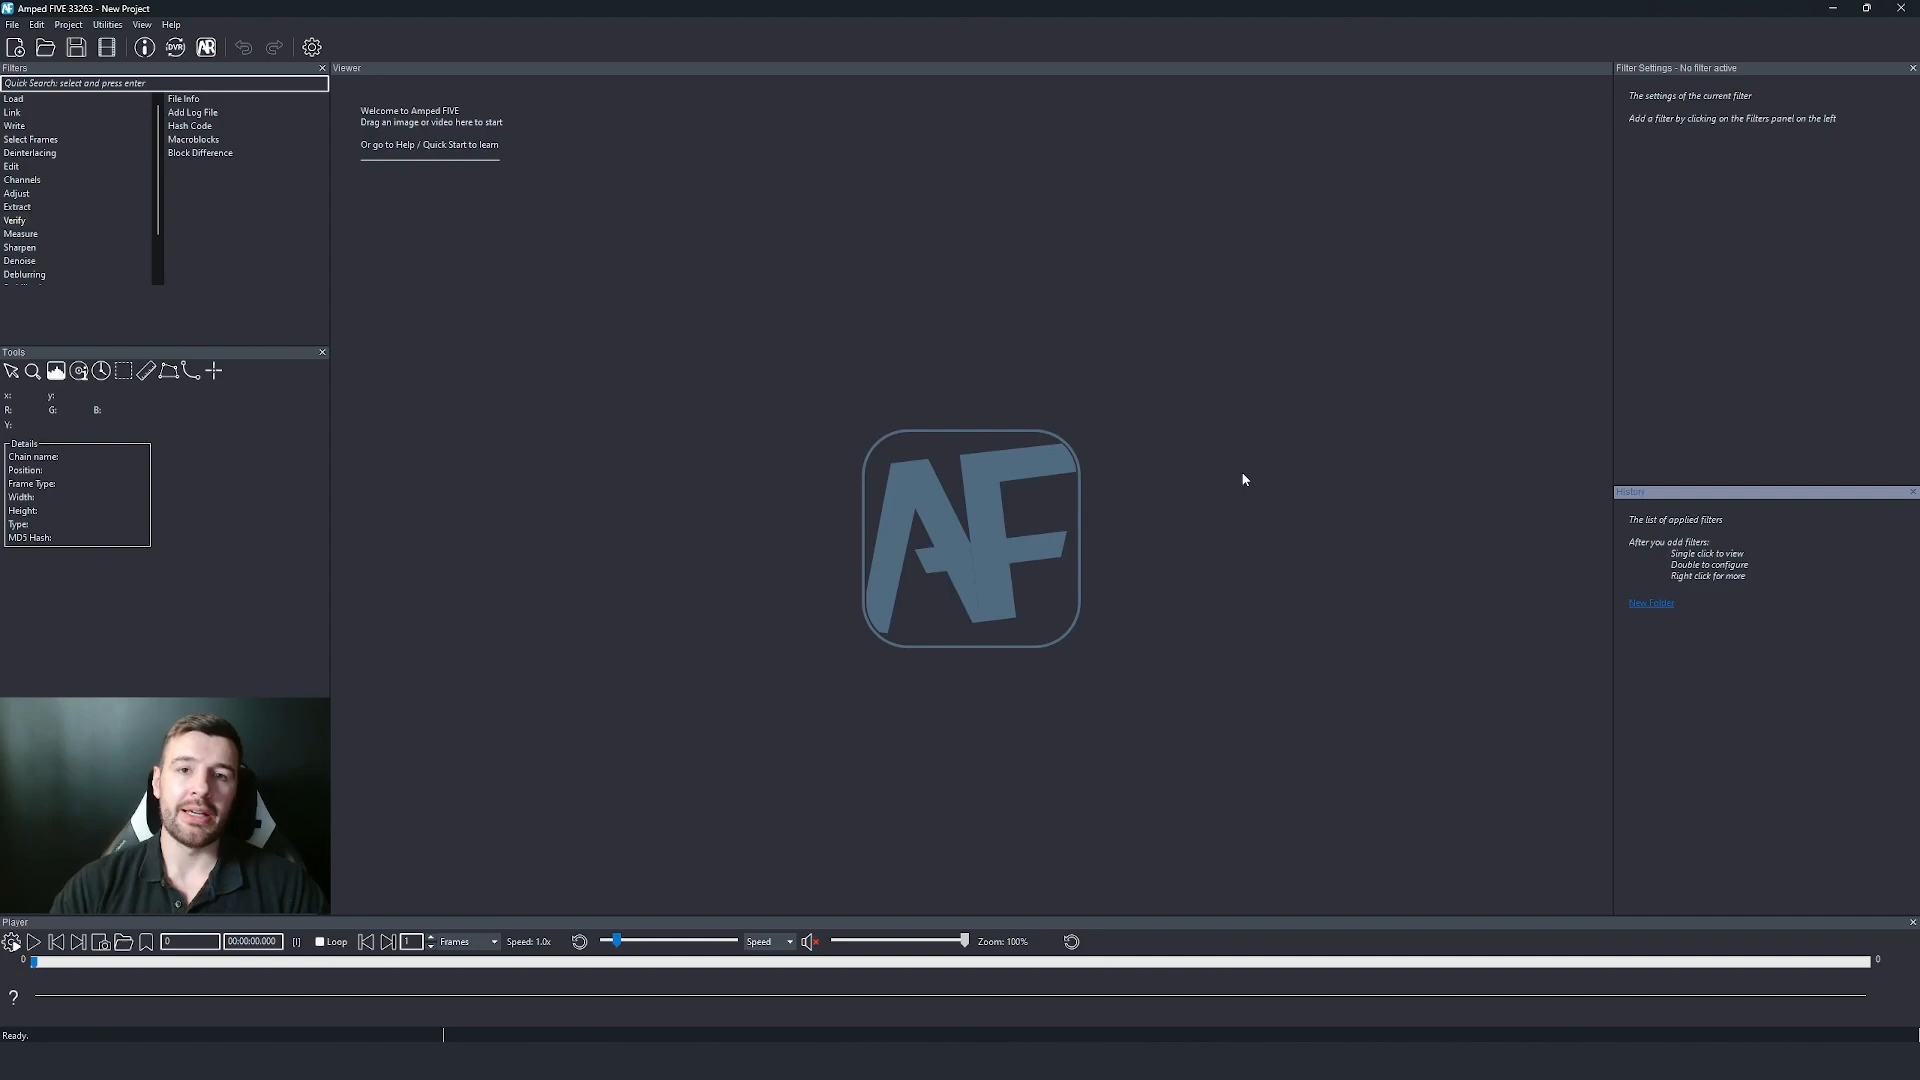 Amped FIVE 33263 - New Project
File Edit Project Utilities View Help
DVR AR
Filters
Quick Search: select and press enter
Load
Link
Write
Select Frames
Deinterlacing
Edit
Channels
Adjust
Extract
Verify
Measure
Sharpen
Denoise
Deblurring
File Info
Add Log File
Hash Code
Macroblocks
Block Difference
Tools
x: y:
R: G: B:
Y:
Details
Chain name:
Position:
Frame Type:
Width:
Height:
Type:
MD5 Hash:
Viewer
Welcome to Amped FIVE
Drag an image or video here to start
Or go to Help / Quick Start to learn
AF
Filter Settings - No filter active
The settings of the current filter
Add a filter by clicking on the Filters panel on the left
History
The list of applied filters
After you add filters:
Single click to view
Double to configure
Right click for more
New Folder
Player
0 00:00:00.000 [I] Loop 1 Frames Speed: 1.0x Speed Zoom: 100%
0 0
?
Ready.